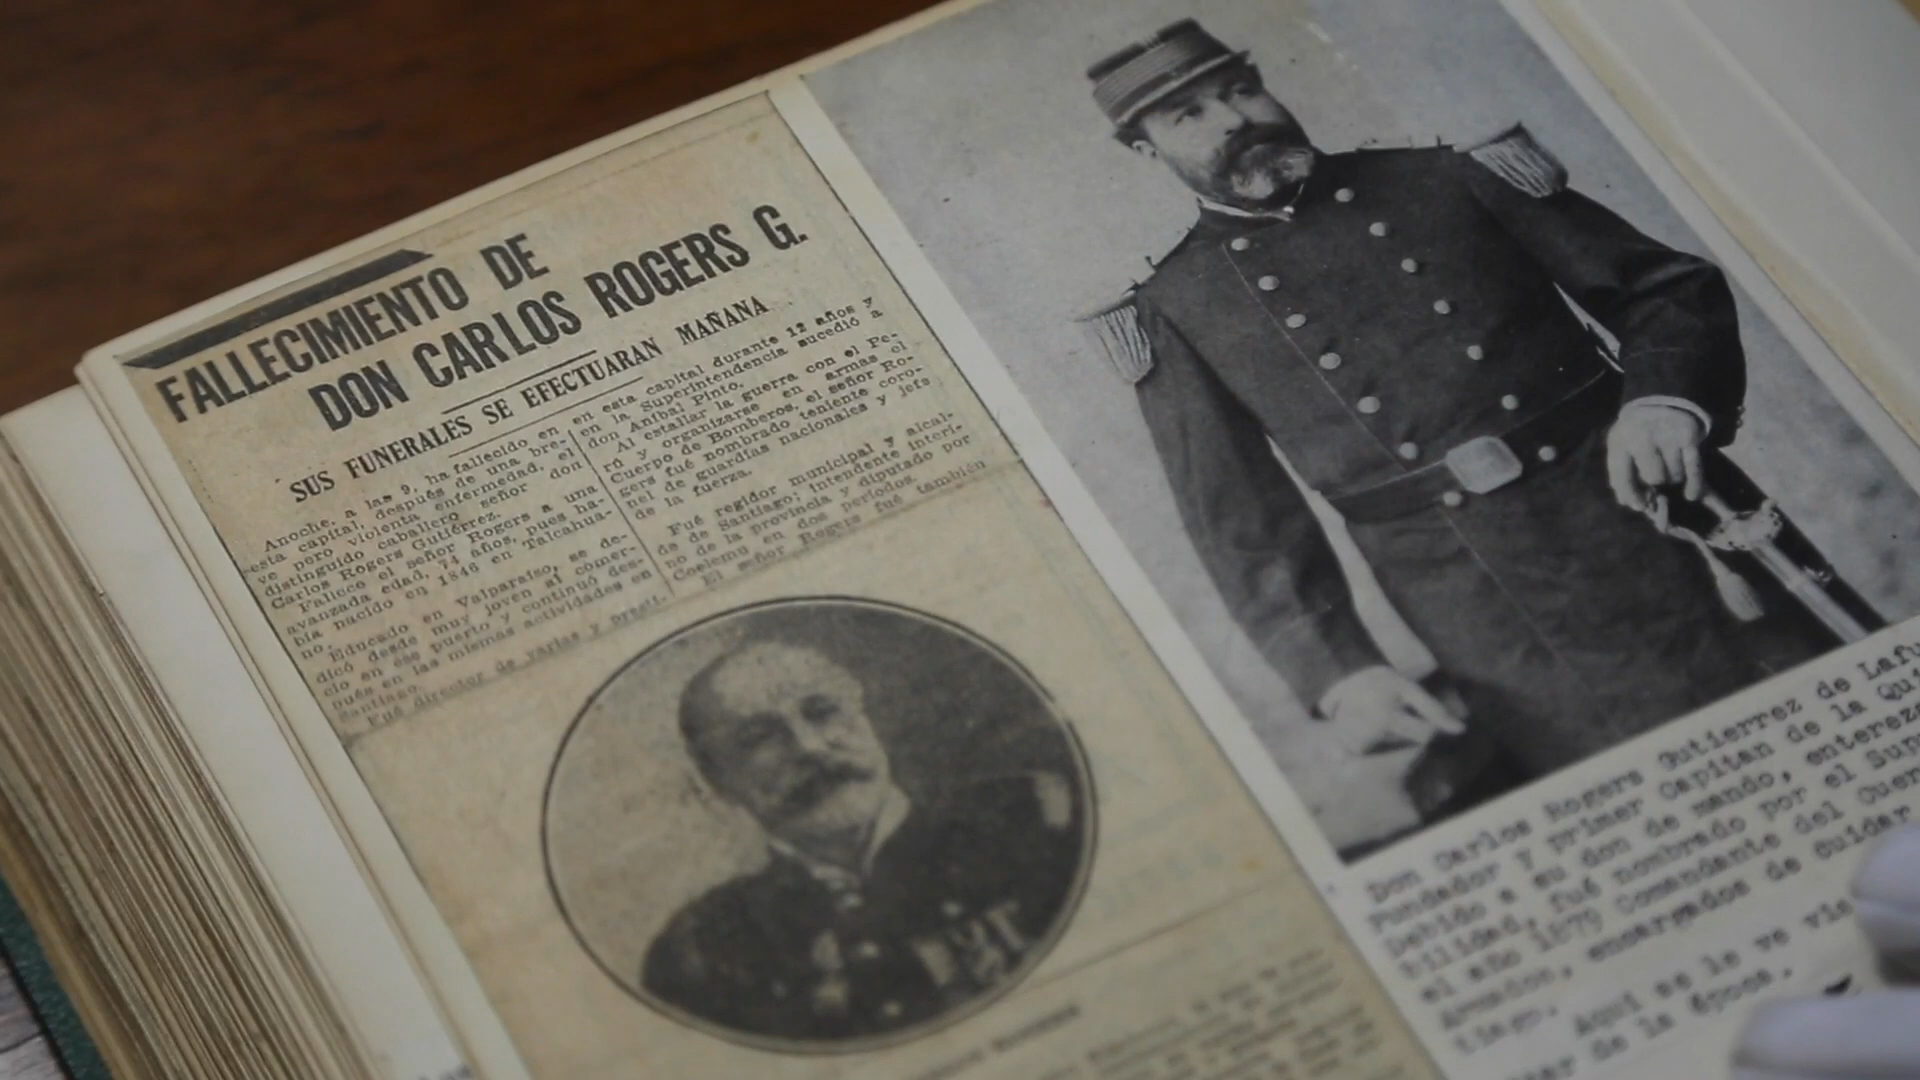 FALLECIMIENTO DE
DON CARLOS ROGERS G.
SUS FUNERALES SE EFECTUARAN MAÑANA
Anoche, a las 9, ha fallecido en
esta capital, después de una bre-
ve pero violenta enfermedad, el
distinguido caballero señor don
Carlos Rogers Gutiérrez.
Fallece el señor Rogers a una
avanzada edad, 74 años, pues ha-
bía nacido en 1846 en Talcahua-
no.
Educado en Valparaíso, se de-
dicó desde muy joven al comer-
cio en ese puerto y continuó des-
pués en las mismas actividades en
Santiago.
Fué director de varias y presti-
en esta capital durante 12 años y
en la Superintendencia sucedió a
don Aníbal Pinto.
Al estallar la guerra con el Pe-
rú y organizarse en armas el
Cuerpo de Bomberos, el señor Ro-
gers fué nombrado teniente coro-
nel de guardias nacionales y jefe
de la fuerza.
Fué regidor municipal y alcal-
de de Santiago; intendente interi-
no de la provincia y diputado por
Coelemu en dos períodos.
El señor Rogers fué también
Don Carlos Rogers Gutierrez de Lafu
Fundador y primer Capitan de la Qui
Debido a su don de mando, enterez
bilidad, fué nombrado por el Sup
el año 1879 Comandante del Cuer
Armados, encargados de cuidar
tiago.
Aquí se le ve vis
de la época.